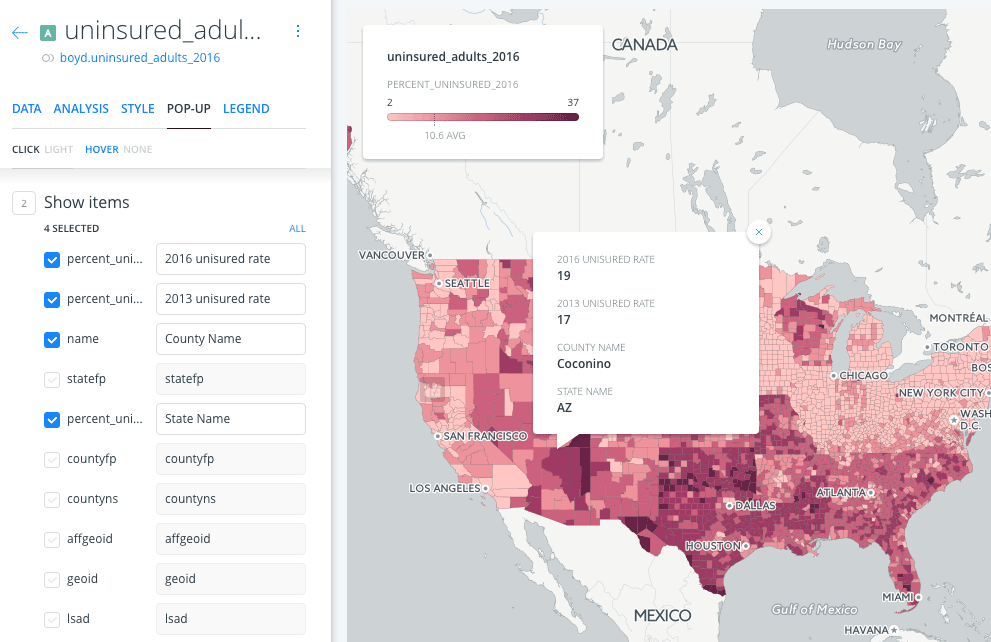 A uninsured_adul...
boyd.uninsured_adults_2016
DATA ANALYSIS STYLE POP-UP LEGEND
CLICK LIGHT HOVER NONE
2 Show items
4 SELECTED ALL
percent_uni... 2016 unisured rate
percent_uni... 2013 unisured rate
name County Name
statefp statefp
percent_uni... State Name
countyfp countyfp
countyns countyns
affgeoid affgeoid
geoid geoid
lsad lsad
uninsured_adults_2016
PERCENT_UNINSURED_2016
2 37
10.6 AVG
CANADA
Hudson Bay
2016 UNISURED RATE
19
2013 UNISURED RATE
17
COUNTY NAME
Coconino
STATE NAME
AZ
VANCOUVER
SEATTLE
MONTRÉAL
TORONTO
BOS
CHICAGO
NEW YORK CITY
WASH
D.C.
SAN FRANCISCO
LOS ANGELES
ATLANTA
DALLAS
HOUSTON
MIAMI
MEXICO
Gulf of Mexico
HAVANA